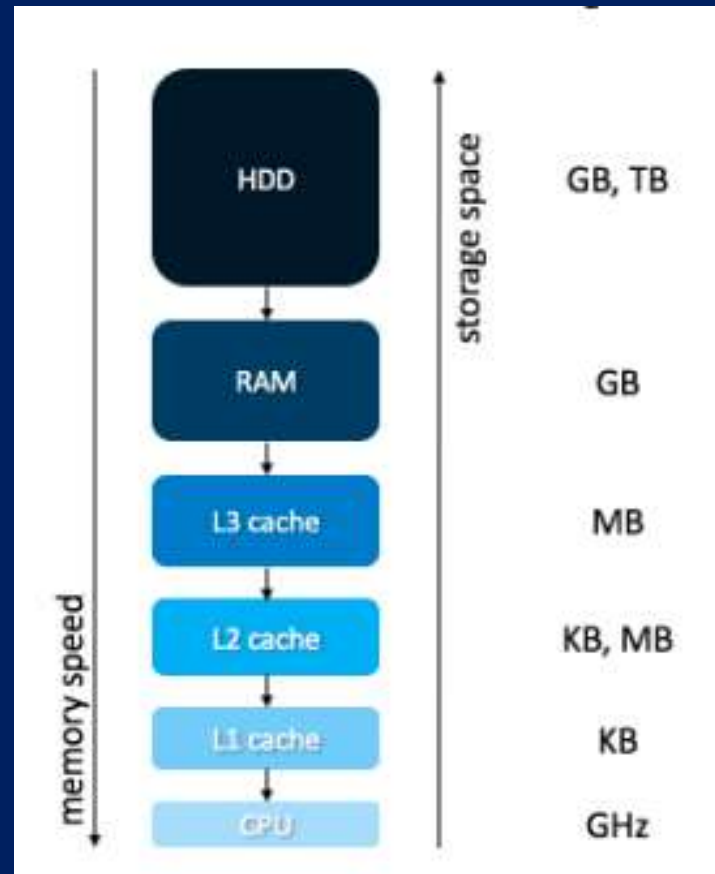 HDD
GB, TB
storage space
RAM
GB
L3 cache
MB
memory speed
L2 cache
KB, MB
L1 cache
KB
CPU
GHz